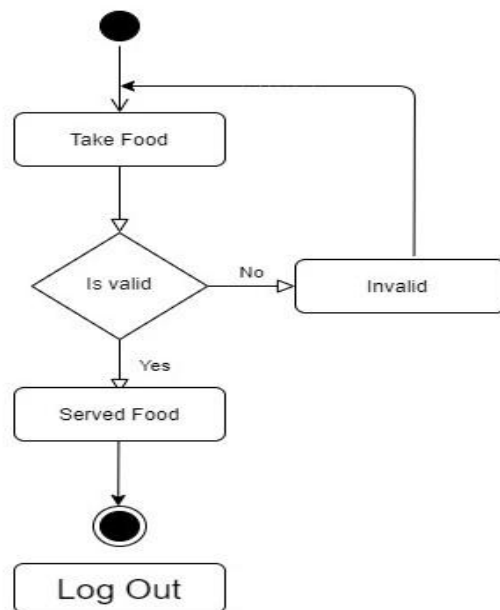 Take Food
Is valid
No
Invalid
Yes
Served Food
Log Out